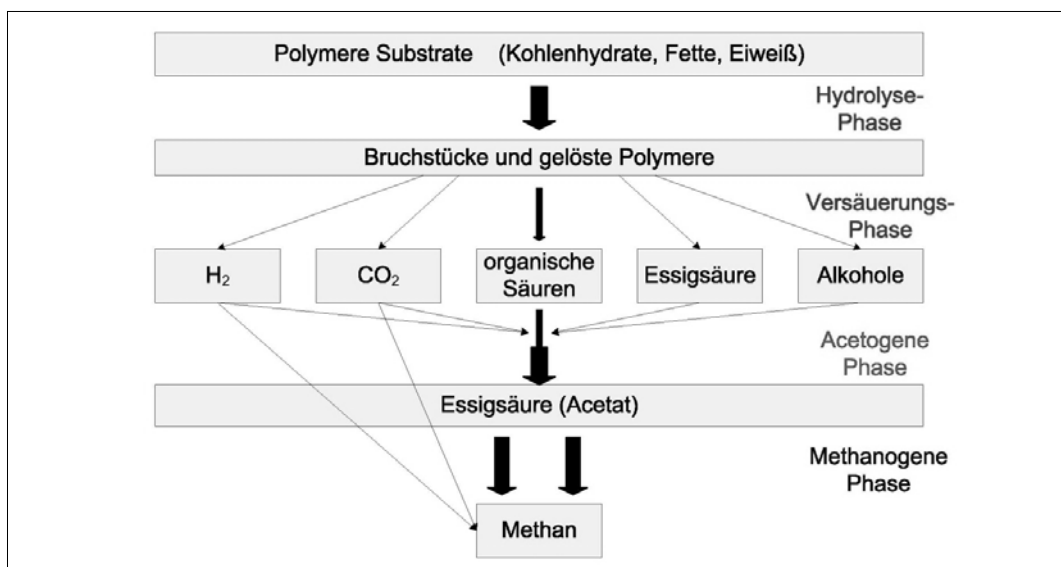 Polymere Substrate (Kohlenhydrate, Fette, Eiweiß)
Hydrolyse-
Phase
Bruchstücke und gelöste Polymere
Versäuerungs-
Phase
H₂
CO₂
organische
Säuren
Essigsäure
Alkohole
Acetogene
Phase
Essigsäure (Acetat)
Methanogene
Phase
Methan